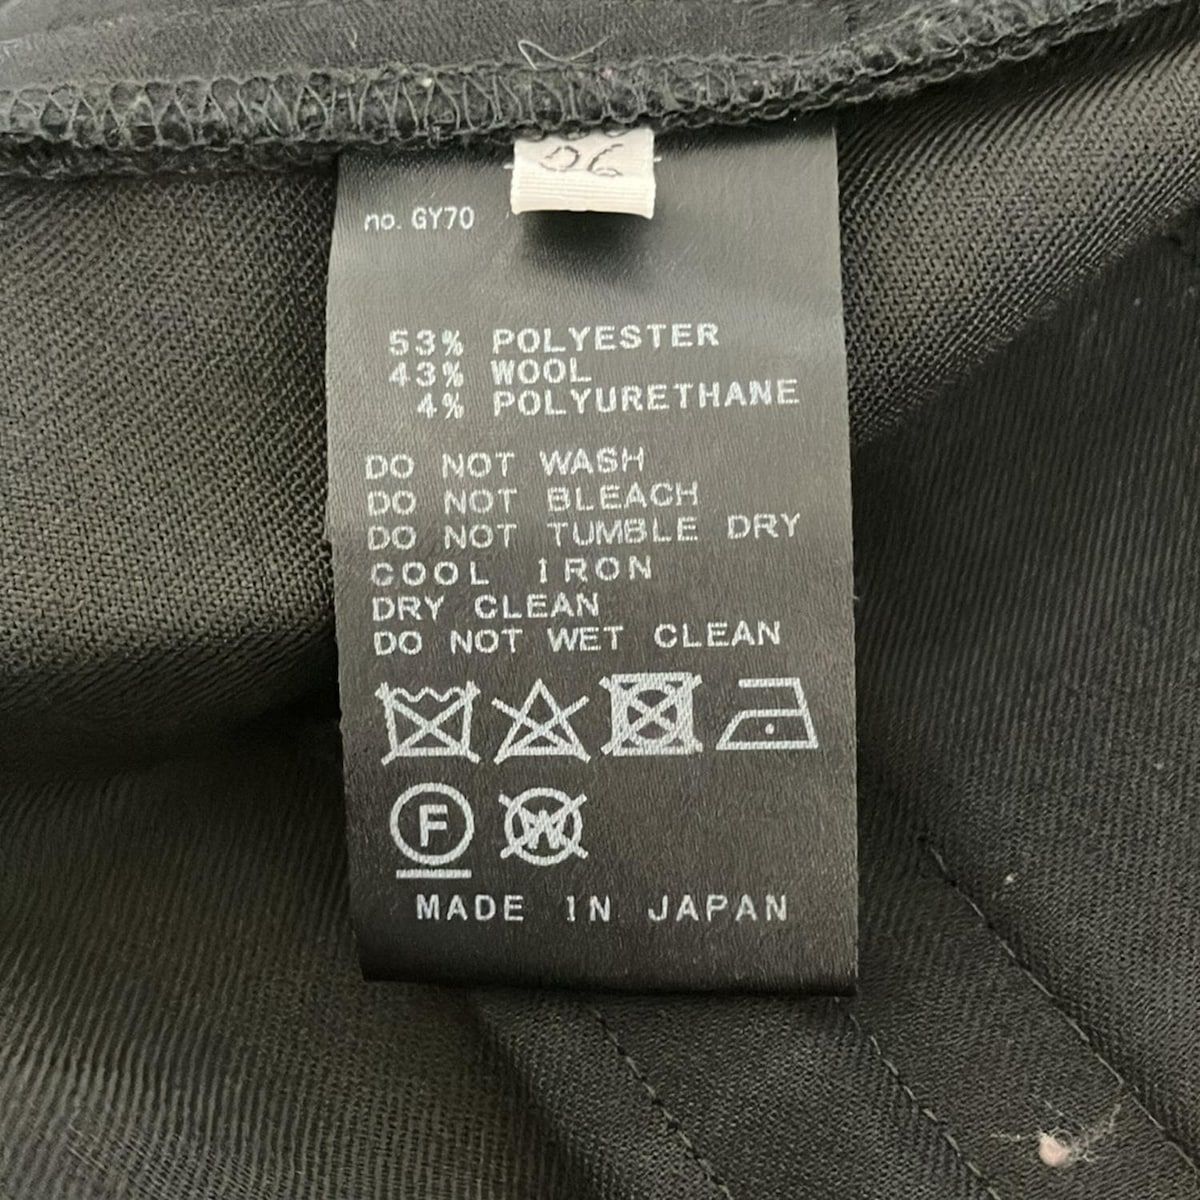 06
no. GY70
53% POLYESTER
43% WOOL
4% POLYURETHANE
DO NOT WASH
DO NOT BLEACH
DO NOT TUMBLE DRY
COOL IRON
DRY CLEAN
DO NOT WET CLEAN
F W
MADE IN JAPAN